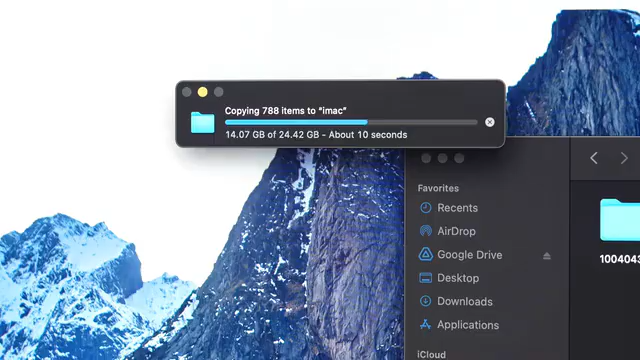 Copying 788 items to “imac”
14.07 GB of 24.42 GB – About 10 seconds
Favorites
Recents
AirDrop
Google Drive
Desktop
Downloads
Applications
iCloud
1004043